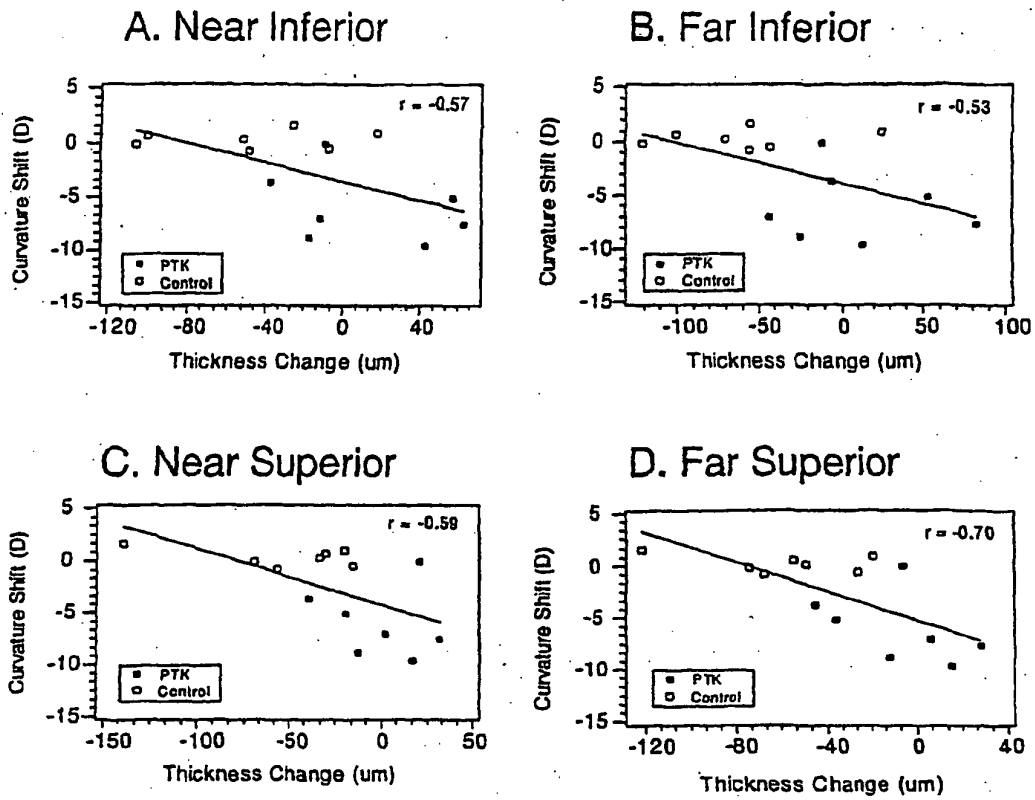 A. Near Inferior
r = -0.57
Curvature Shift (D)
5
0
-5
-10
-15
PTK
Control
-120
-80
-40
0
40
Thickness Change (um)
B. Far Inferior
r = -0.53
Curvature Shift (D)
5
0
-5
-10
-15
PTK
Control
-100
-50
0
50
100
Thickness Change (um)
C. Near Superior
r = -0.59
Curvature Shift (D)
5
0
-5
-10
-15
PTK
Control
-150
-100
-50
0
50
Thickness Change (um)
D. Far Superior
r = -0.70
Curvature Shift (D)
5
0
-5
-10
-15
PTK
Control
-120
-80
-40
0
40
Thickness Change (um)